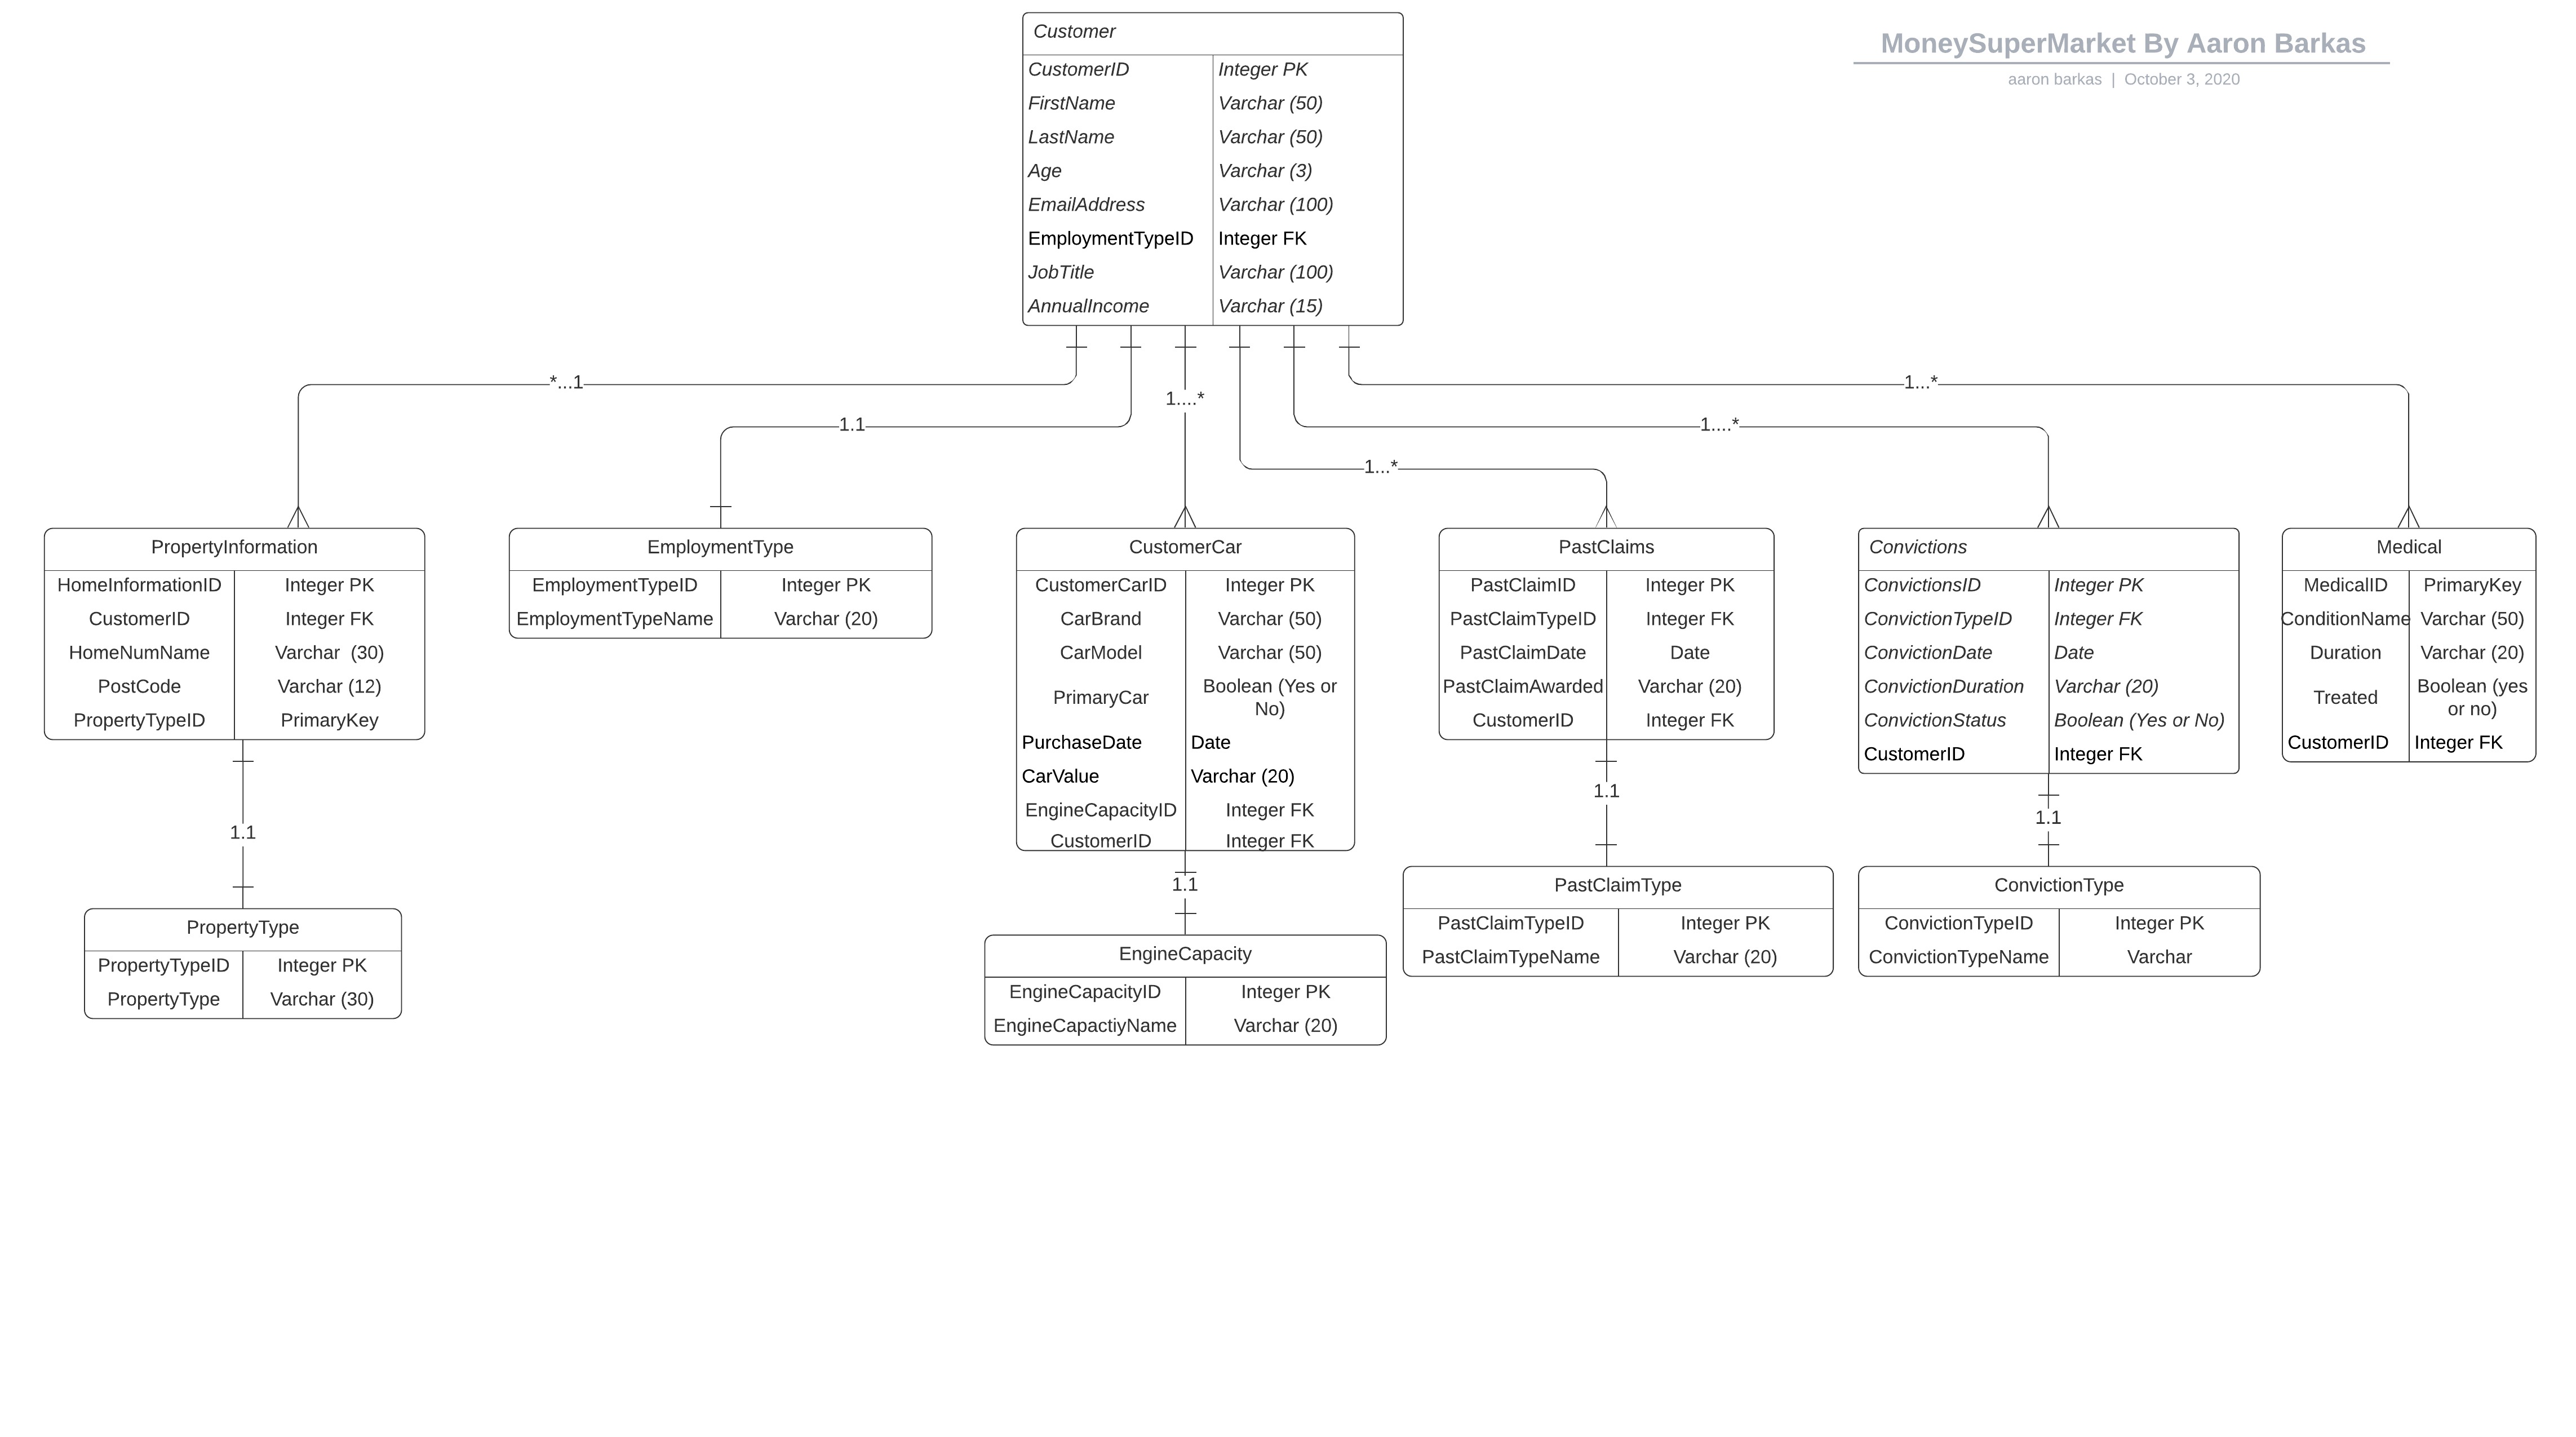 Customer
CustomerID Integer PK
FirstName Varchar (50)
LastName Varchar (50)
Age Varchar (3)
EmailAddress Varchar (100)
EmploymentTypeID Integer FK
JobTitle Varchar (100)
AnnualIncome Varchar (15)
MoneySuperMarket By Aaron Barkas
aaron barkas | October 3, 2020
*...1
1.1
1....*
1...*
1....*
1...*
PropertyInformation
HomeInformationID Integer PK
CustomerID Integer FK
HomeNumName Varchar (30)
PostCode Varchar (12)
PropertyTypeID PrimaryKey
EmploymentType
EmploymentTypeID Integer PK
EmploymentTypeName Varchar (20)
CustomerCar
CustomerCarID Integer PK
CarBrand Varchar (50)
CarModel Varchar (50)
PrimaryCar Boolean (Yes or
No)
PurchaseDate Date
CarValue Varchar (20)
EngineCapacityID Integer FK
CustomerID Integer FK
PastClaims
PastClaimID Integer PK
PastClaimTypeID Integer FK
PastClaimDate Date
PastClaimAwarded Varchar (20)
CustomerID Integer FK
Convictions
ConvictionsID Integer PK
ConvictionTypeID Integer FK
ConvictionDate Date
ConvictionDuration Varchar (20)
ConvictionStatus Boolean (Yes or No)
CustomerID Integer FK
Medical
MedicalID PrimaryKey
ConditionName Varchar (50)
Duration Varchar (20)
Treated Boolean (yes
or no)
CustomerID Integer FK
1.1
1.1
1.1
1.1
PropertyType
PropertyTypeID Integer PK
PropertyType Varchar (30)
EngineCapacity
EngineCapacityID Integer PK
EngineCapactiyName Varchar (20)
PastClaimType
PastClaimTypeID Integer PK
PastClaimTypeName Varchar (20)
ConvictionType
ConvictionTypeID Integer PK
ConvictionTypeName Varchar